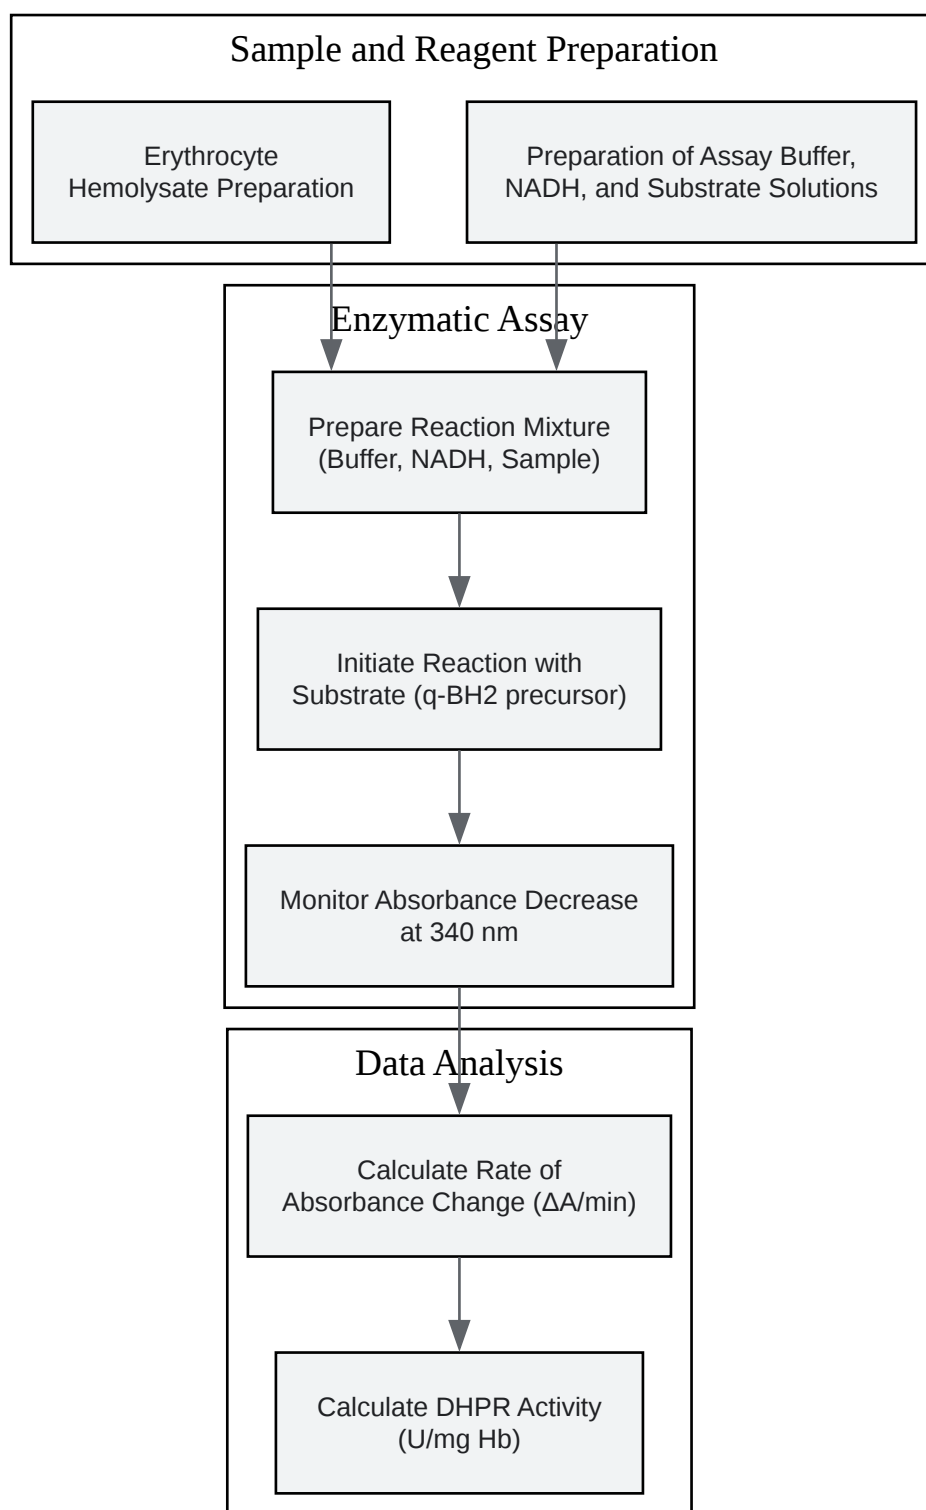 Sample and Reagent Preparation
Erythrocyte
Hemolysate Preparation
Preparation of Assay Buffer,
NADH, and Substrate Solutions
Enzymatic Assay
Prepare Reaction Mixture
(Buffer, NADH, Sample)
Initiate Reaction with
Substrate (q-BH2 precursor)
Monitor Absorbance Decrease
at 340 nm
Data Analysis
Calculate Rate of
Absorbance Change (ΔA/min)
Calculate DHPR Activity
(U/mg Hb)